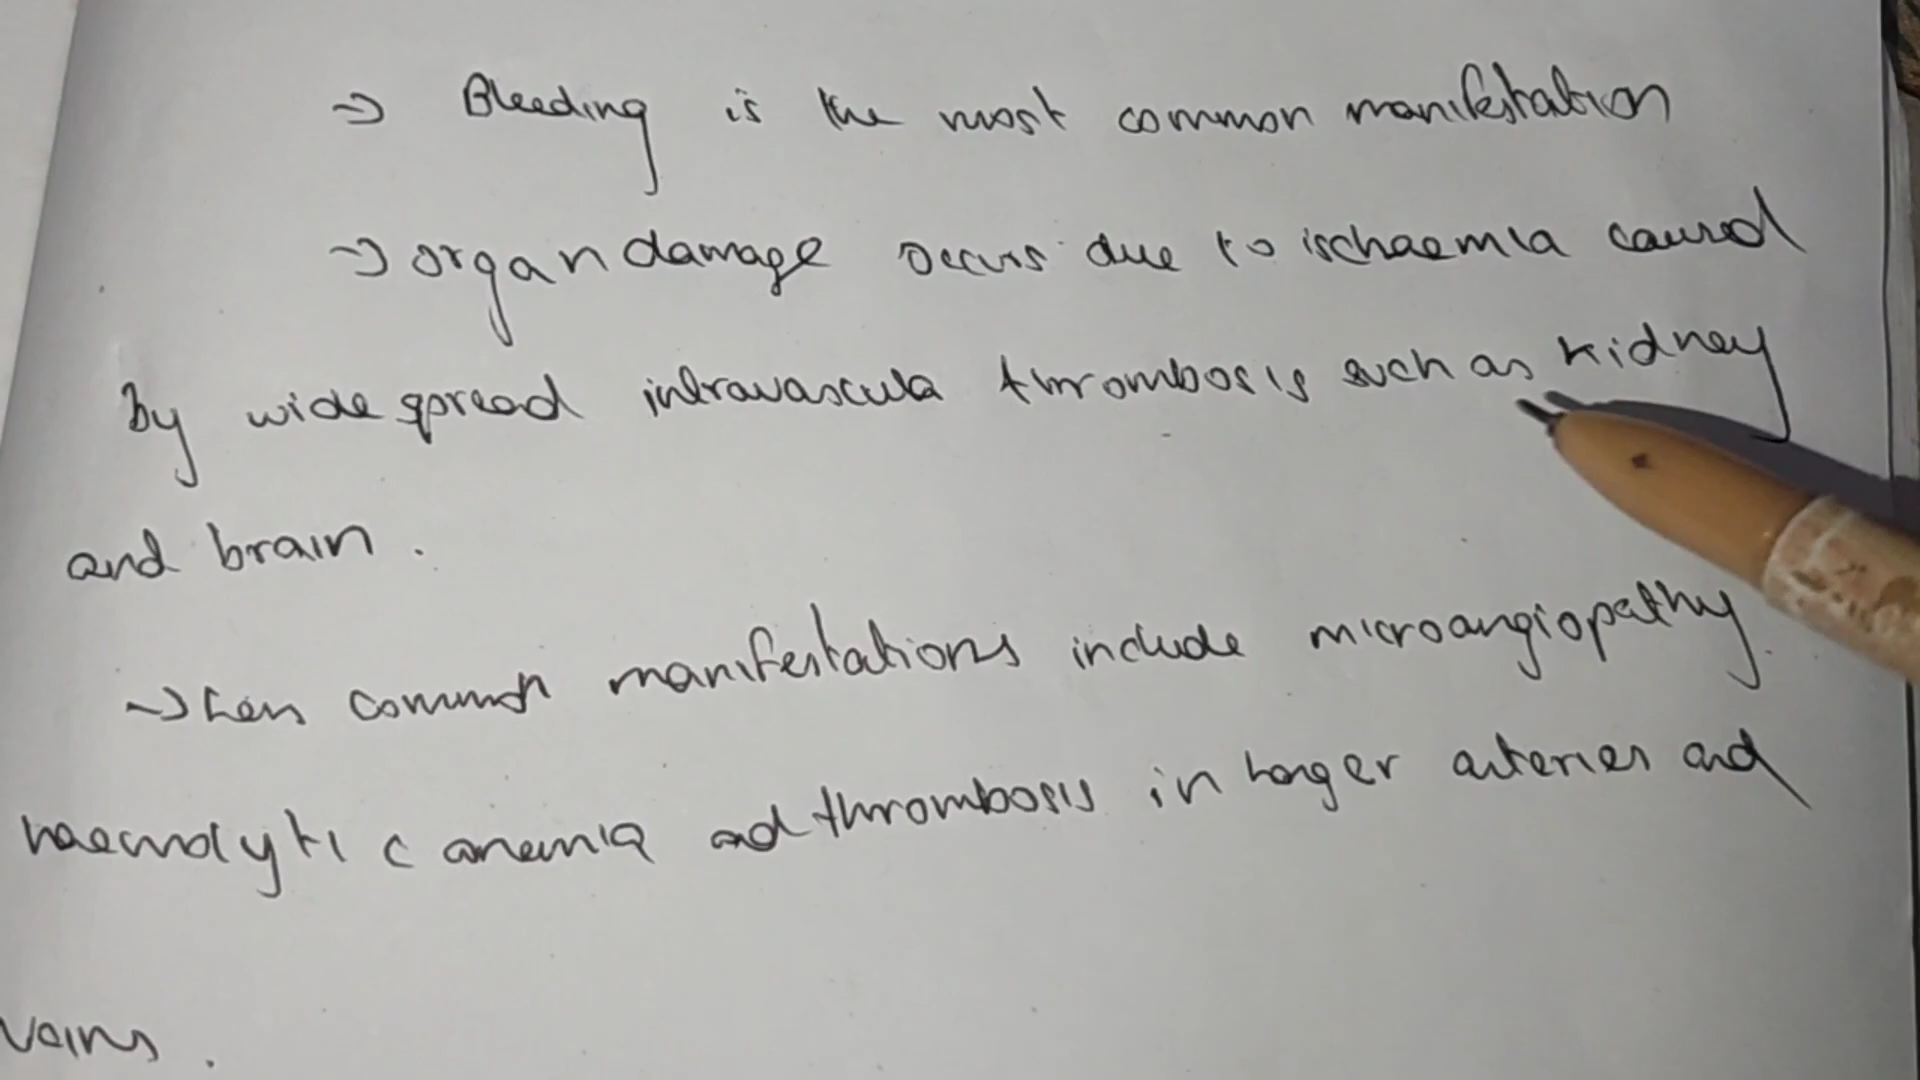 → Bleeding is the most common manifestation
→ organ damage occurs due to ischaemia caused
by widespread intravascula thrombosis such as kidney
and brain.
→ Less common manifestations include microangiopathy
haemolytic anemia and thrombosis in larger arteries and
veins.